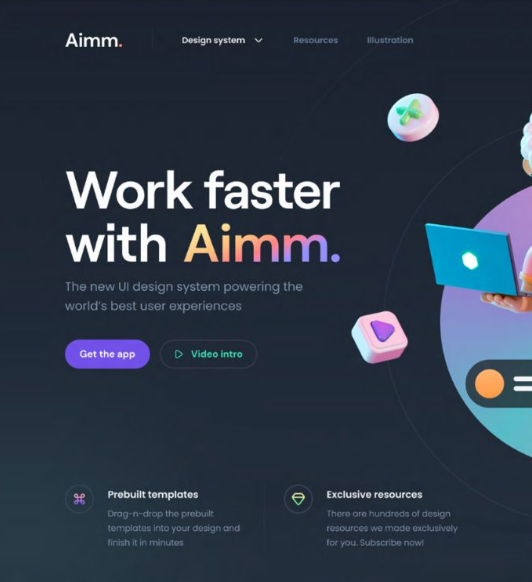 Aimm.
Design system
Resources
Illustration
Work faster
with Aimm.
The new UI design system powering the
world's best user experiences
Get the app
Video intro
Prebuilt templates
Drag-n-drop the prebuilt
templates into your design and
finish it in minutes
Exclusive resources
There are hundreds of design
resources we made exclusively
for you. Subscribe now!